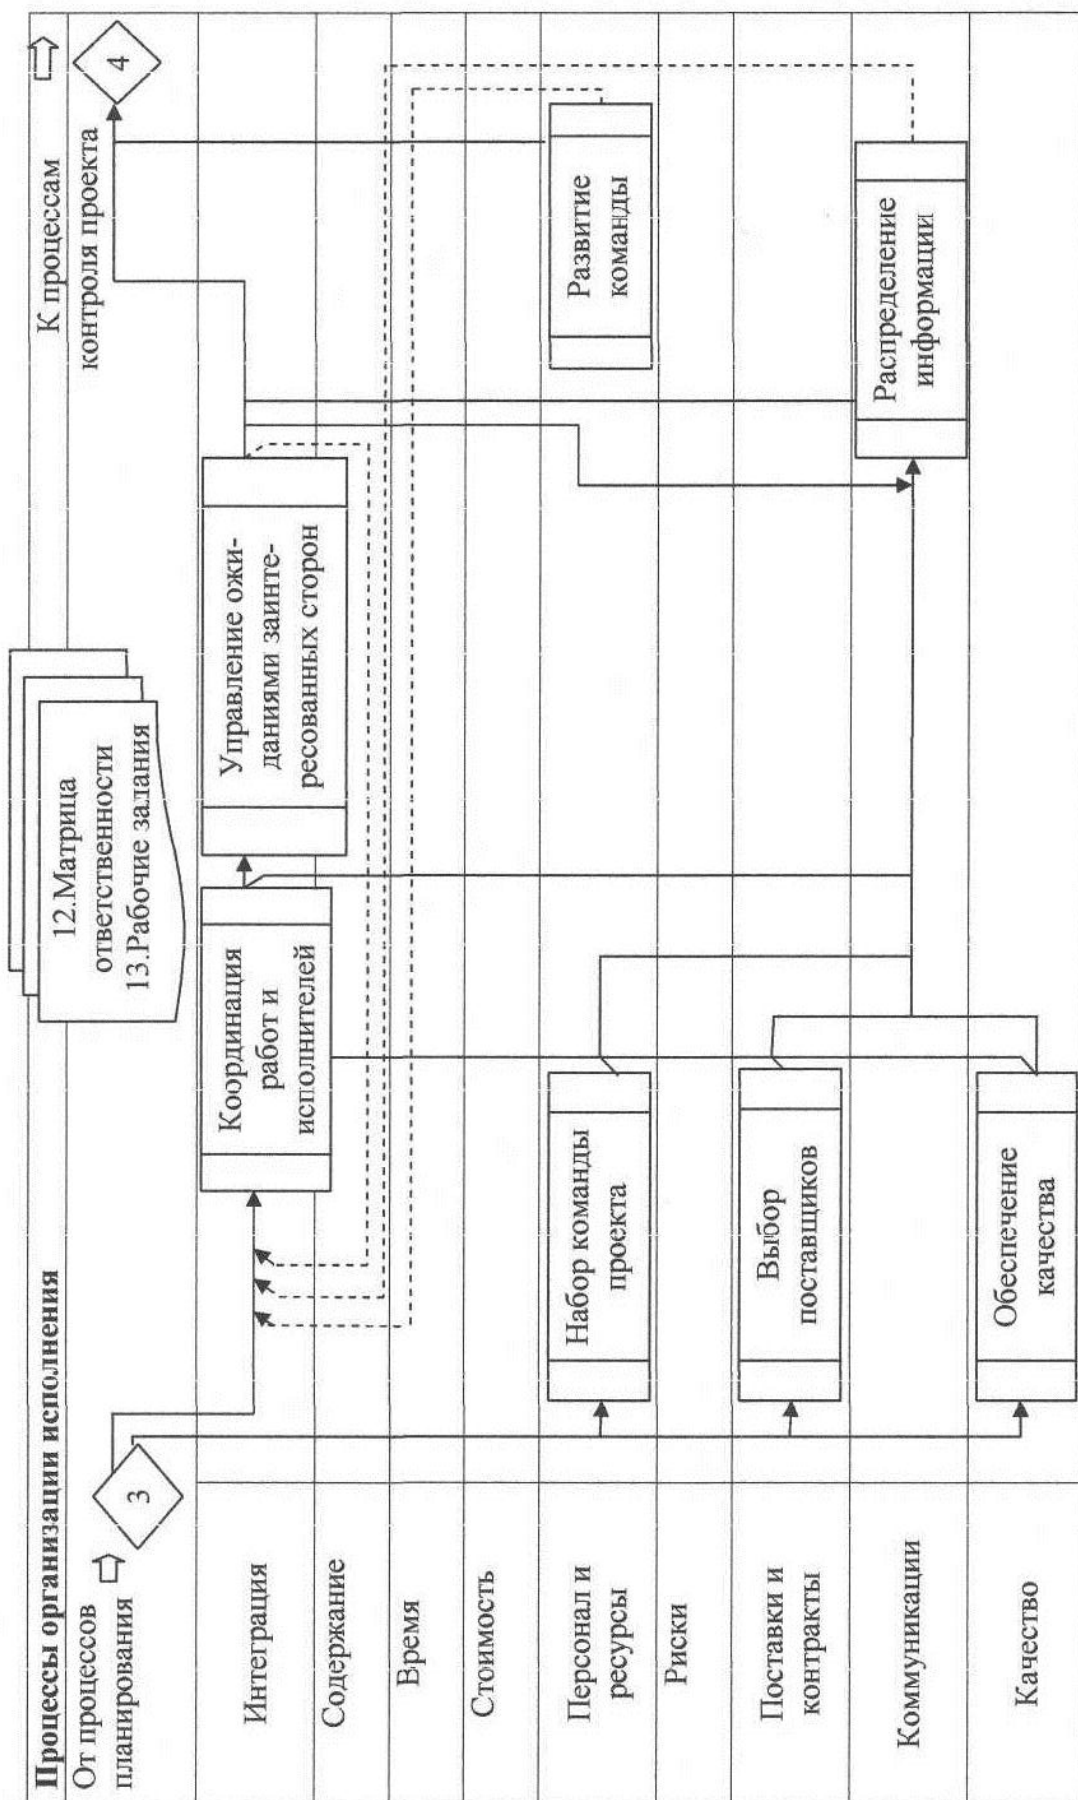 Процессы организации исполнения
От процессов
планирования
3
12.Матрица
ответственности
13.Рабочие задания
К процессам
контроля проекта
4
Интеграция
Координация
работ и
исполнителей
Управление ожи-
даниями заинте-
ресованных сторон
Содержание
Время
Стоимость
Персонал и
ресурсы
Набор команды
проекта
Развитие
команды
Риски
Поставки и
контракты
Выбор
поставщиков
Коммуникации
Распределение
информации
Качество
Обеспечение
качества